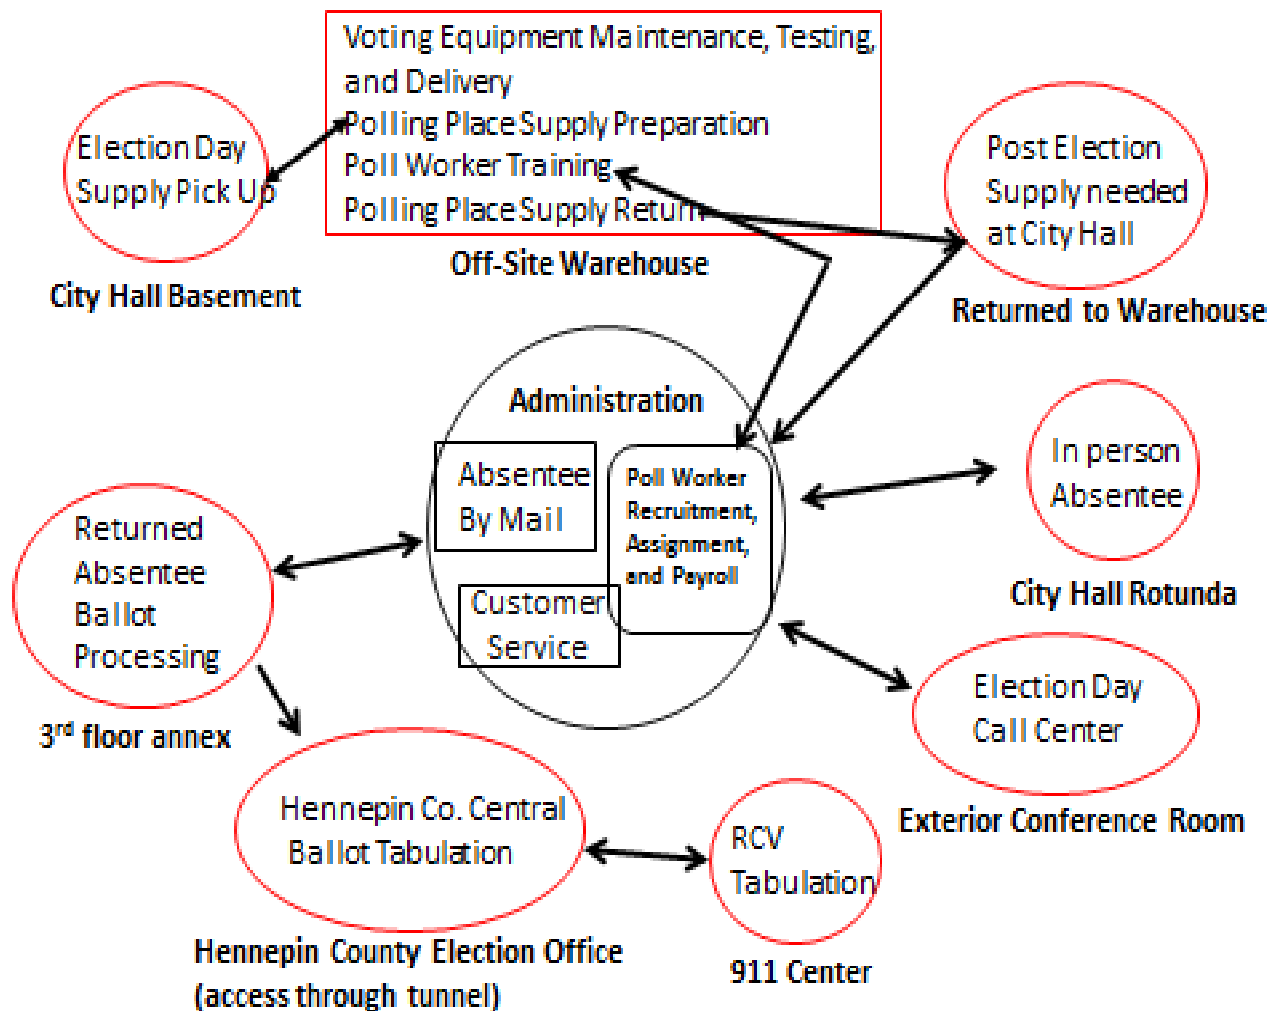 Voting Equipment Maintenance, Testing,
and Delivery
Polling Place Supply Preparation
Poll Worker Training
Polling Place Supply Return
Off-Site Warehouse
Election Day
Supply Pick Up
City Hall Basement
Post Election
Supply needed
at City Hall
Returned to Warehouse
Administration
Absentee
By Mail
Poll Worker
Recruitment,
Assignment,
and Payroll
Customer
Service
In person
Absentee
City Hall Rotunda
Returned
Absentee
Ballot
Processing
3rd floor annex
Election Day
Call Center
Exterior Conference Room
Hennepin Co. Central
Ballot Tabulation
Hennepin County Election Office
(access through tunnel)
RCV
Tabulation
911 Center